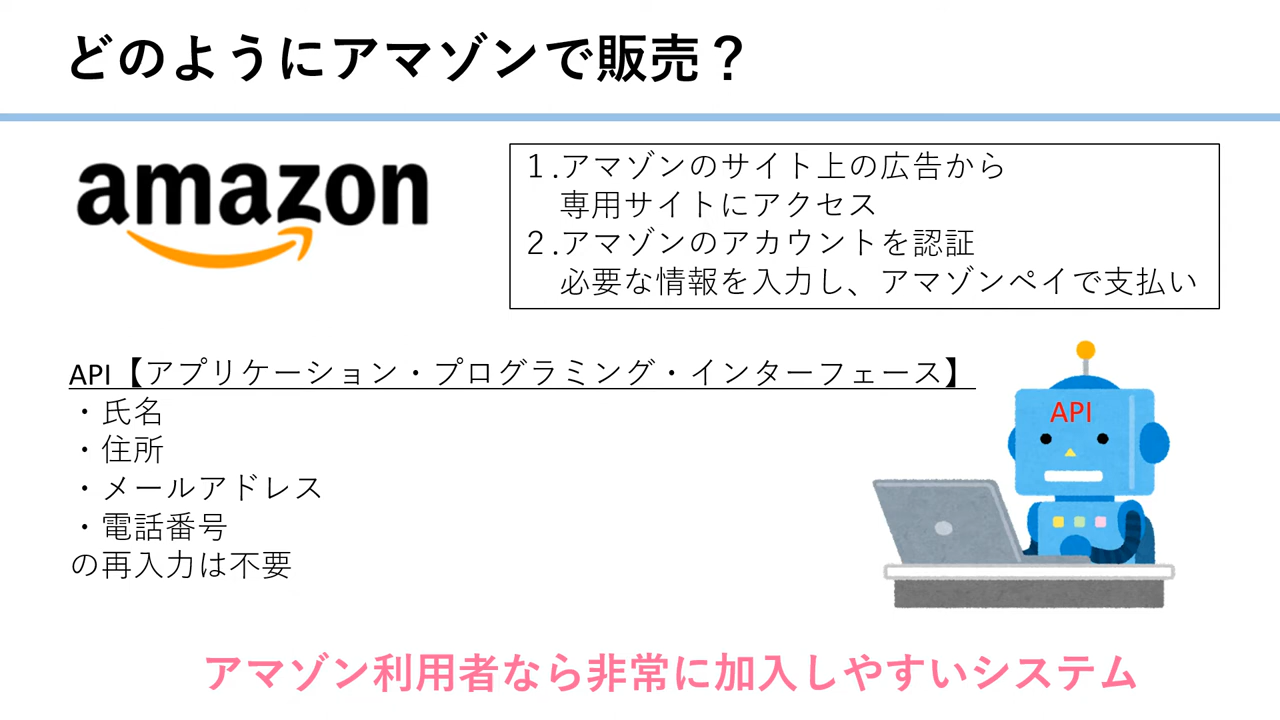 どのようにアマゾンで販売？
amazon
１.アマゾンのサイト上の広告から
専用サイトにアクセス
２.アマゾンのアカウントを認証
必要な情報を入力し、アマゾンペイで支払い
API【アプリケーション・プログラミング・インターフェース】
・氏名
・住所
・メールアドレス
・電話番号
の再入力は不要
API
アマゾン利用者なら非常に加入しやすいシステム